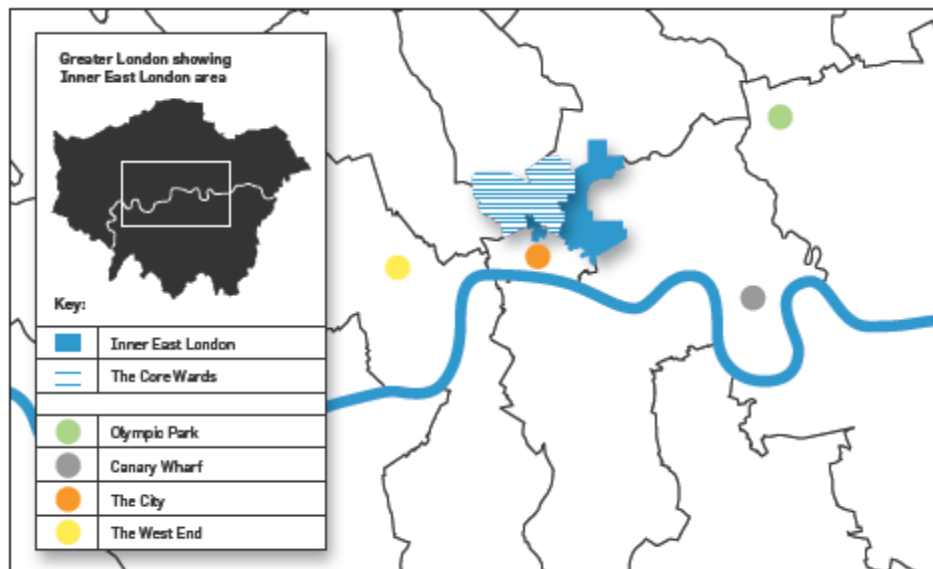 Greater London showing
Inner East London area
Key:
Inner East London
The Core Wards
Olympic Park
Canary Wharf
The City
The West End